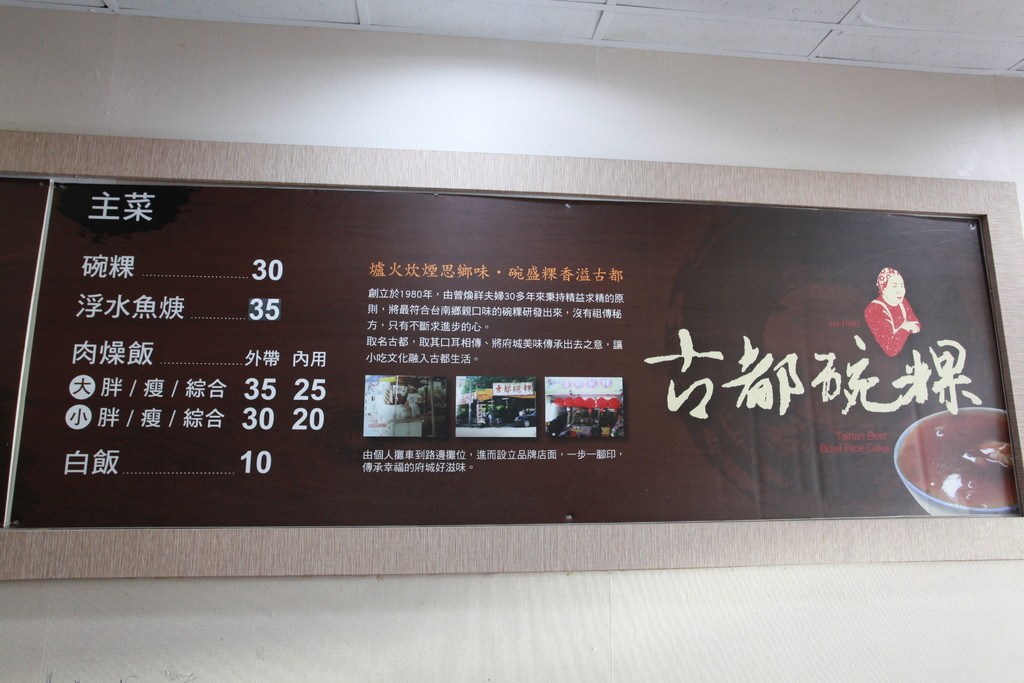 主菜
碗粿 30
浮水魚羹 35
肉燥飯 外帶 內用
大 胖/瘦/綜合 35 25
小 胖/瘦/綜合 30 20
白飯 10
爐火炊煙思鄉味・碗盛粿香溢古都
創立於1980年，由曾煥祥夫婦30多年來秉持精益求精的原
則，將最符合台南鄉親口味的碗粿研發出來，沒有祖傳秘
方，只有不斷求進步的心。
取名古都，取其口耳相傳、將府城美味傳承出去之意，讓
小吃文化融入古都生活。
由個人攤車到路邊攤位，進而設立品牌店面，一步一腳印，
傳承幸福的府城好滋味。
古都碗粿
Tainan Best
Bowl Rice Cake